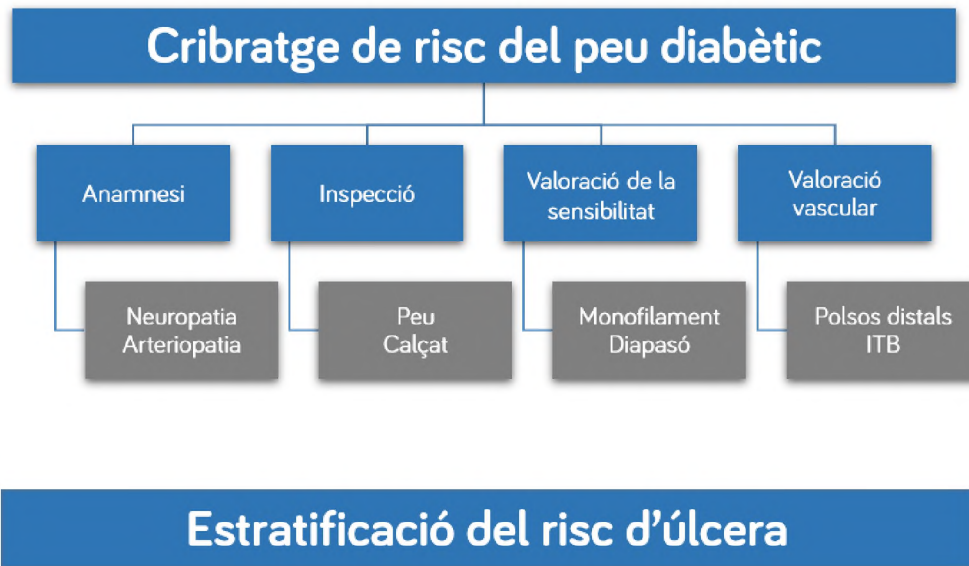 Cribratge de risc del peu diabètic
Anamnesi
Inspecció
Valoració de la
sensibilitat
Valoració
vascular
Neuropatia
Arteriopatia
Peu
Calçat
Monofilament
Diapasó
Polsos distals
ITB
Estratificació del risc d'úlcera